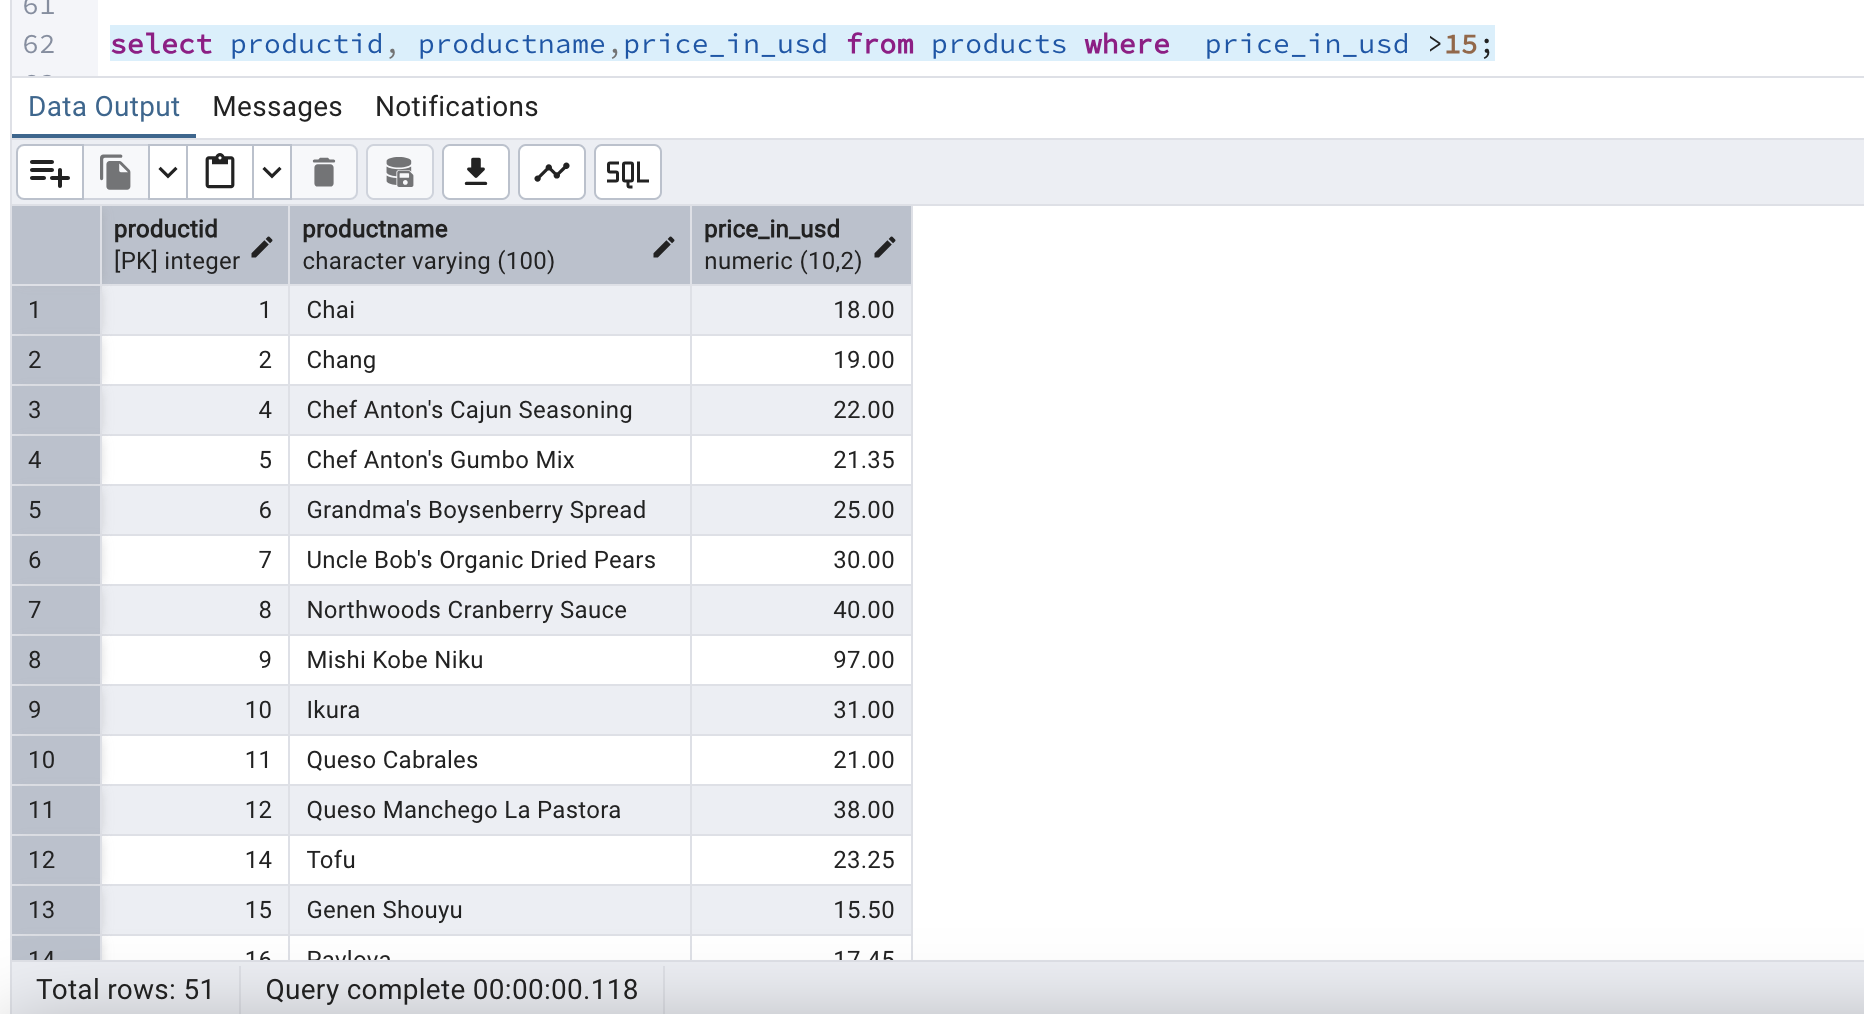 61
62 select productid, productname,price_in_usd from products where  price_in_usd >15;
Data Output Messages Notifications
SQL
productid productname price_in_usd
[PK] integer character varying (100) numeric (10,2)
1 1 Chai 18.00
2 2 Chang 19.00
3 4 Chef Anton's Cajun Seasoning 22.00
4 5 Chef Anton's Gumbo Mix 21.35
5 6 Grandma's Boysenberry Spread 25.00
6 7 Uncle Bob's Organic Dried Pears 30.00
7 8 Northwoods Cranberry Sauce 40.00
8 9 Mishi Kobe Niku 97.00
9 10 Ikura 31.00
10 11 Queso Cabrales 21.00
11 12 Queso Manchego La Pastora 38.00
12 14 Tofu 23.25
13 15 Genen Shouyu 15.50
14 16 Pavlova 17.45
Total rows: 51 Query complete 00:00:00.118